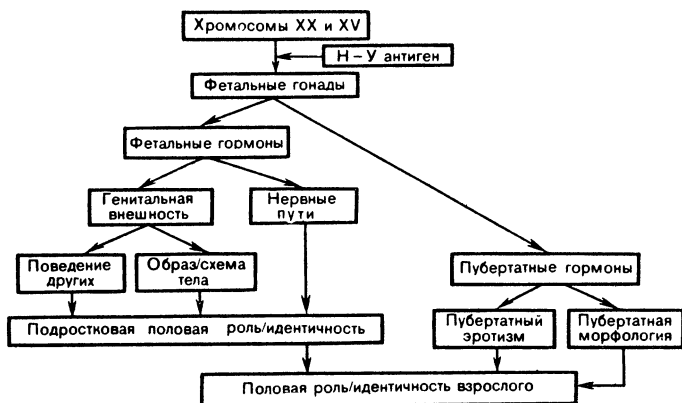 Хромосомы XX и XV
Н – У антиген
Фетальные гонады
Фетальные гормоны
Генитальная
внешность
Нервные
пути
Поведение
других
Образ/схема
тела
Пубертатные гормоны
Подростковая половая роль/идентичность
Пубертатный
эротизм
Пубертатная
морфология
Половая роль/идентичность взрослого